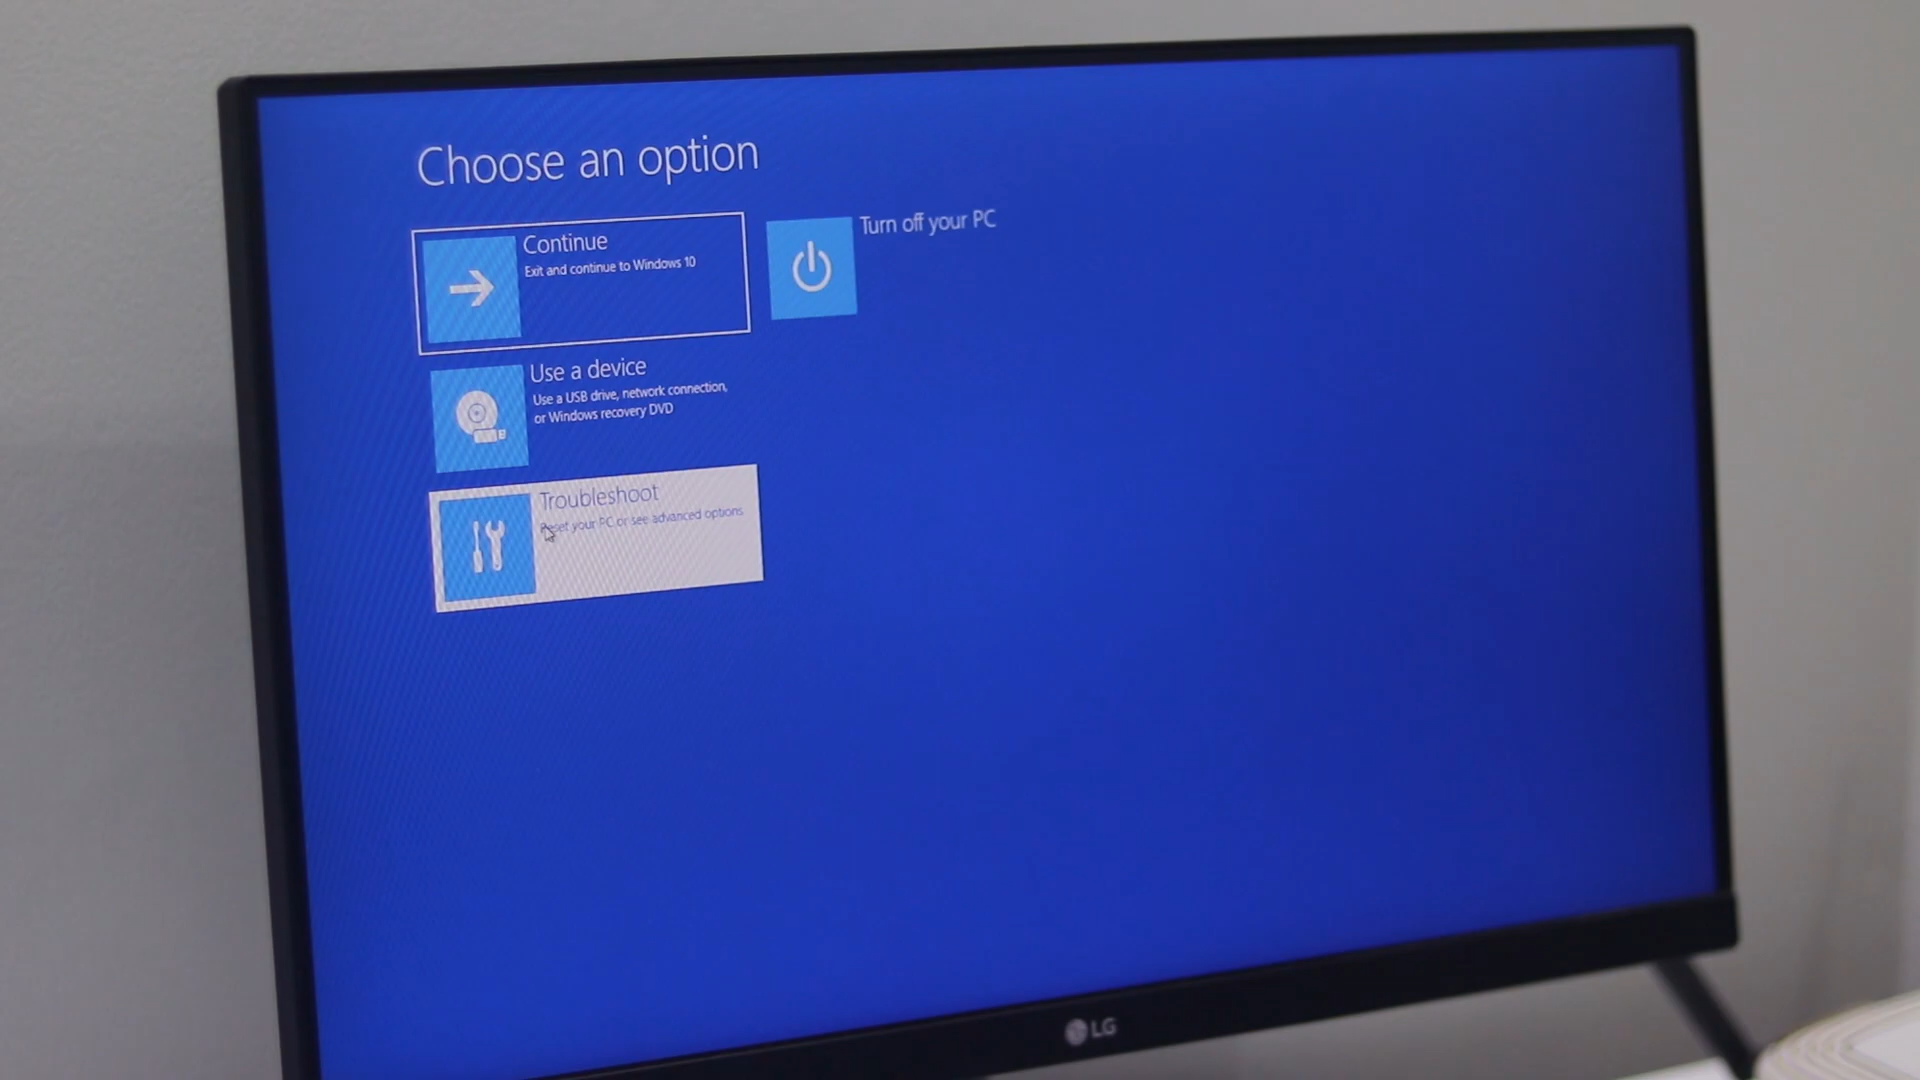 Choose an option
Continue
Exit and continue to Windows 10
Turn off your PC
Use a device
Use a USB drive, network connection,
or Windows recovery DVD
Troubleshoot
Reset your PC or see advanced options
LG